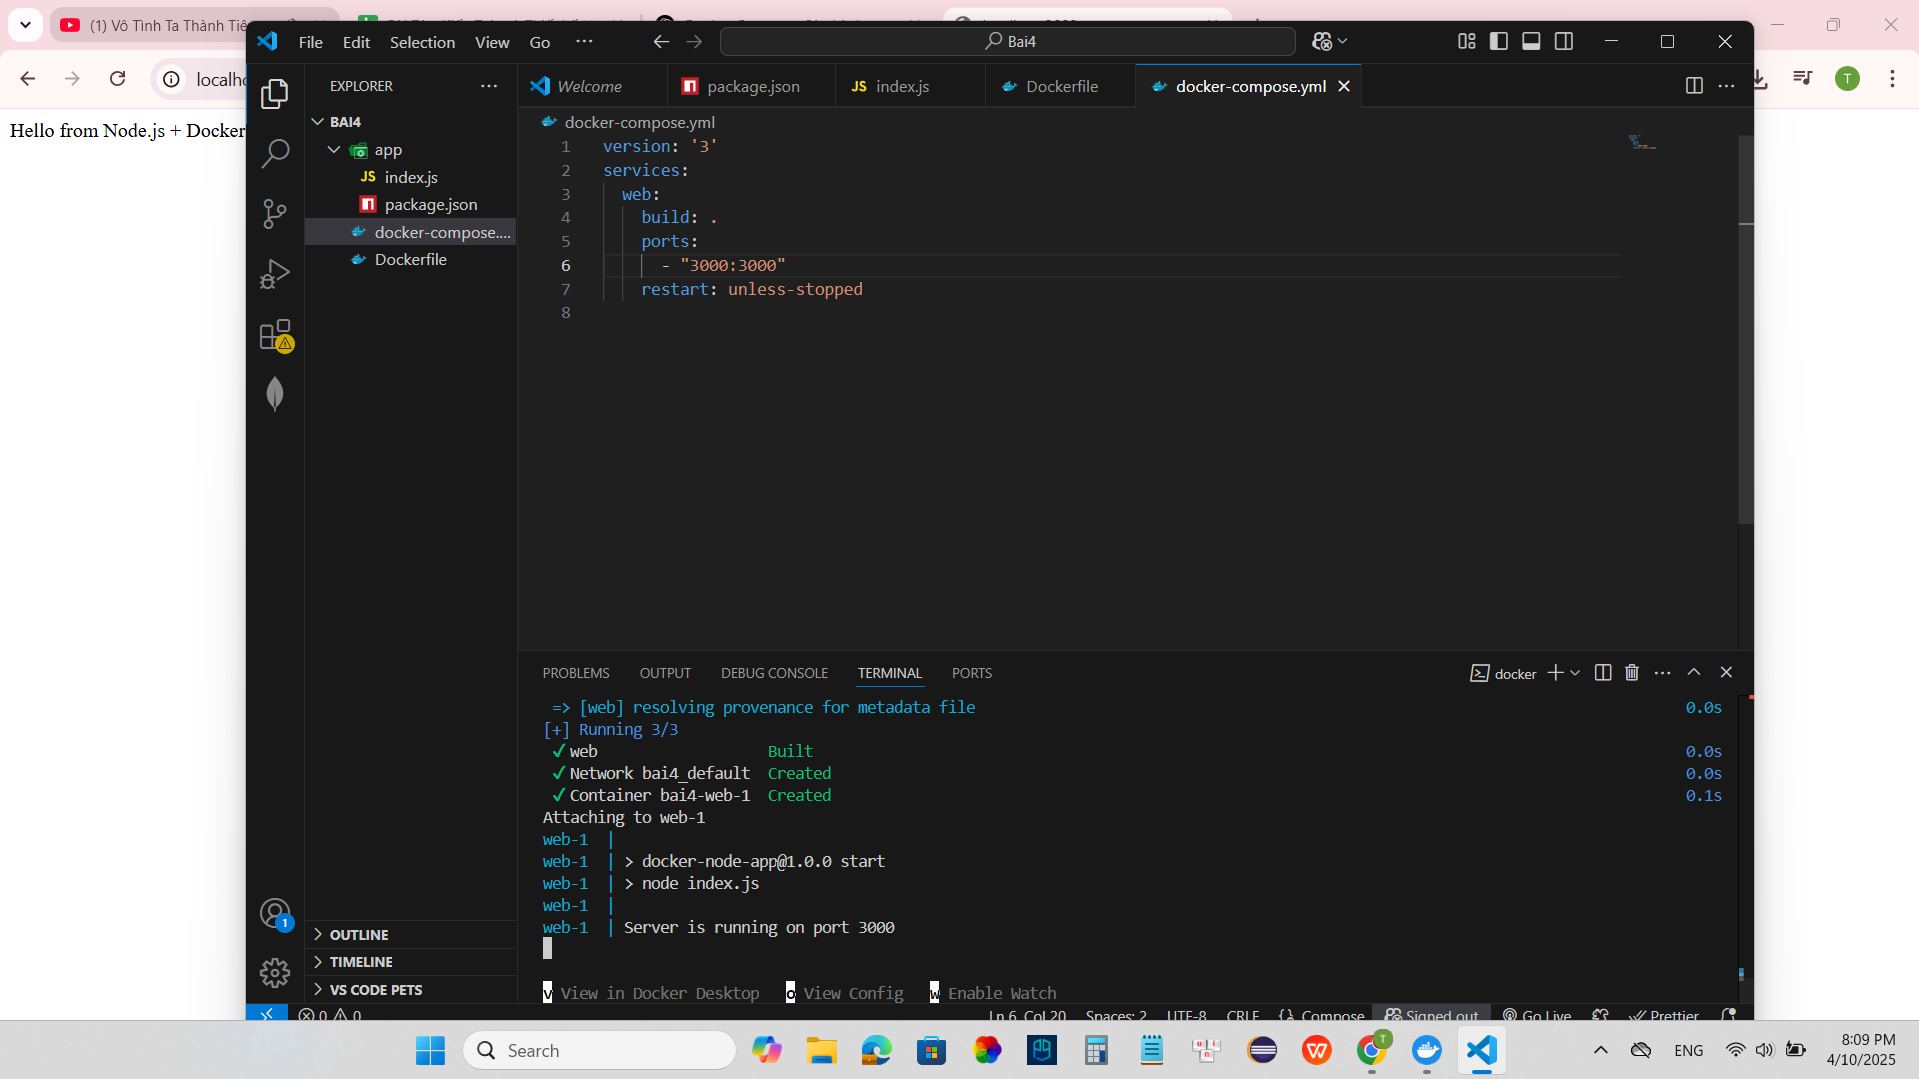 (1) Vô Tình Ta Thành Tiê
localho
Hello from Node.js + Docker
File Edit Selection View Go ···
Bai4
EXPLORER
Welcome
package.json
JS index.js
Dockerfile
docker-compose.yml
BAI4
app
JS index.js
package.json
docker-compose....
Dockerfile
docker-compose.yml
1 version: '3'
2 services:
3 web:
4 build: .
5 ports:
6 - "3000:3000"
7 restart: unless-stopped
8
PROBLEMS OUTPUT DEBUG CONSOLE TERMINAL PORTS
docker
=> [web] resolving provenance for metadata file 0.0s
[+] Running 3/3
✔ web Built 0.0s
✔ Network bai4_default Created 0.0s
✔ Container bai4-web-1 Created 0.1s
Attaching to web-1
web-1 |
web-1 | > docker-node-app@1.0.0 start
web-1 | > node index.js
web-1 |
web-1 | Server is running on port 3000
v View in Docker Desktop o View Config w Enable Watch
1
OUTLINE
TIMELINE
VS CODE PETS
0 0
Ln 6, Col 20 Spaces: 2 UTF-8 CRLF {} Compose Signed out Go Live Prettier
Search
ENG
8:09 PM
4/10/2025
T
T